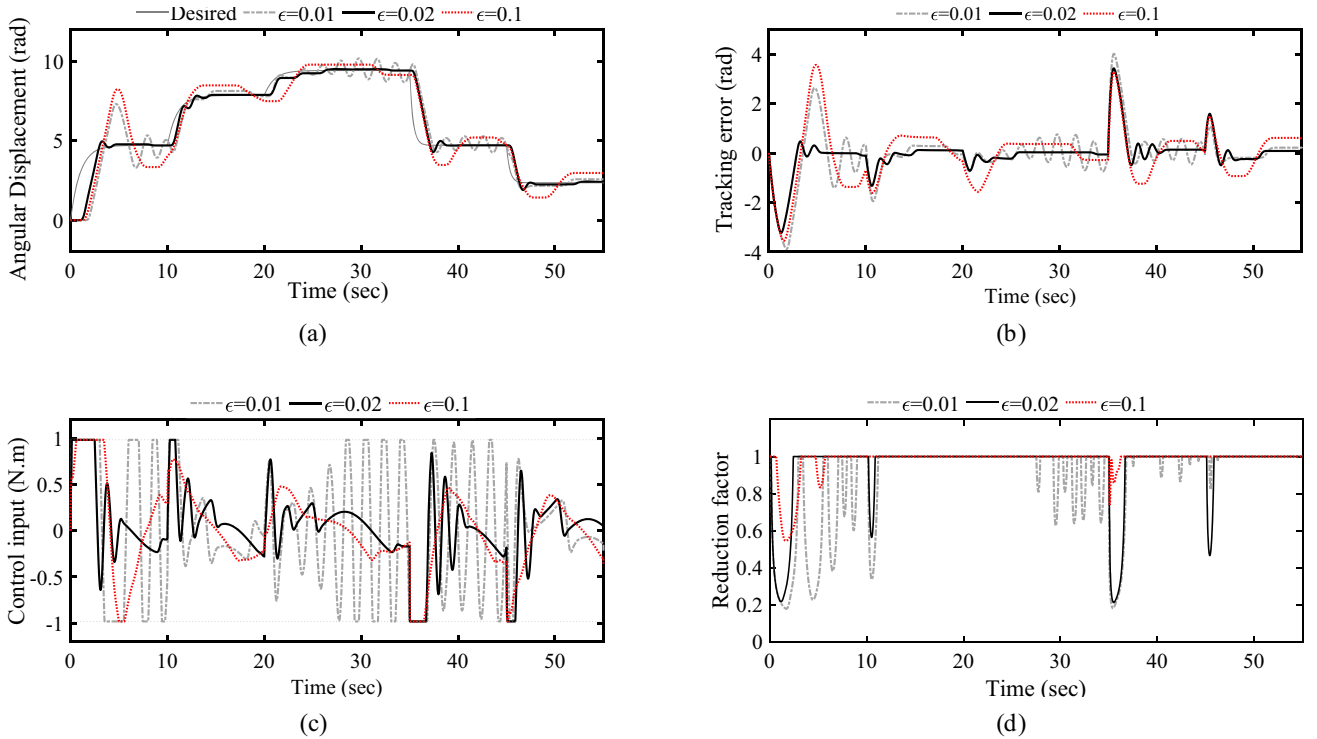 Desired ϵ=0.01 ϵ=0.02 ϵ=0.1
Angular Displacement (rad)
10
5
0
0 10 20 30 40 50
Time (sec)
(a)
ϵ=0.01 ϵ=0.02 ϵ=0.1
Tracking error (rad)
4
2
0
-2
-4
0 10 20 30 40 50
Time (sec)
(b)
ϵ=0.01 ϵ=0.02 ϵ=0.1
Control input (N.m)
1
0.5
0
-0.5
-1
0 10 20 30 40 50
Time (sec)
(c)
ϵ=0.01 ϵ=0.02 ϵ=0.1
Reduction factor
1
0.8
0.6
0.4
0.2
0
0 10 20 30 40 50
Time (sec)
(d)